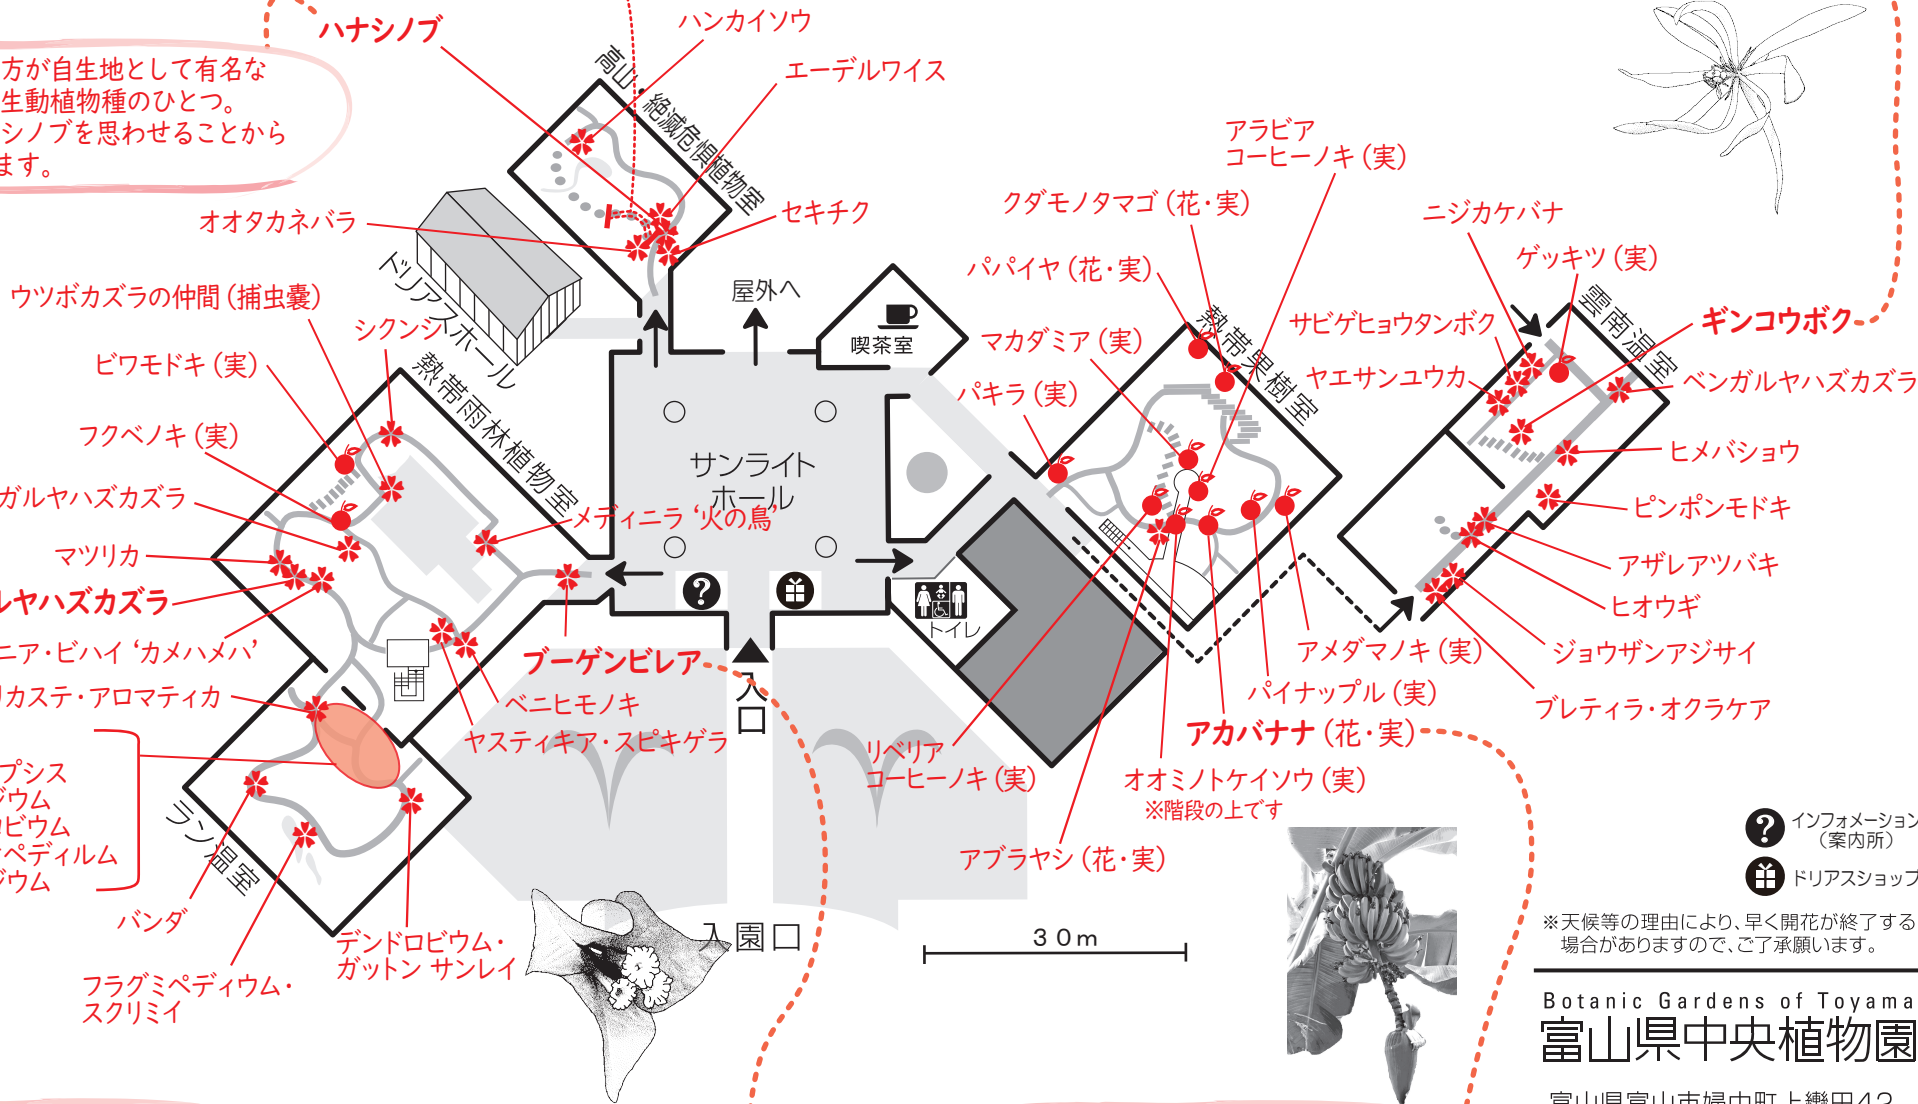 ハナシノブ
ハンカイソウ
エーデルワイス
方が自生地として有名な
生動植物種のひとつ。
シノブを思わせることから
ます。
高山・絶滅危惧植物室
オオタカネバラ
セキチク
ドリアスホール
屋外へ
喫茶室
ウツボカズラの仲間（捕虫嚢）
シクンシ
ビワモドキ（実）
熱帯雨林植物室
フクベノキ（実）
ガルヤハズカズラ
マツリカ
ルヤハズカズラ
ニア・ビハイ‘カメハメハ’
リカステ・アロマティカ
プシス
ジウム
ロビウム
ペディルム
ジウム
ラン温室
バンダ
フラグミペディウム・
スクリミイ
デンドロビウム・
ガットン サンレイ
サンライト
ホール
メディニラ‘火の鳥’
ブーゲンビレア
ベニヒモノキ
ヤスティキア・スピキゲラ
入口
入園口
トイレ
30m
アラビア
コーヒーノキ（実）
クダモノタマゴ（花・実）
パパイヤ（花・実）
マカダミア（実）
パキラ（実）
熱帯果樹室
リベリア
コーヒーノキ（実）
アブラヤシ（花・実）
オオミノトケイソウ（実）
※階段の上です
アカバナナ（花・実）
パイナップル（実）
アメダマノキ（実）
ニジカケバナ
ゲッキツ（実）
サビゲヒョウタンボク
ヤエサンユウカ
雲南温室
ギンコウボク
ベンガルヤハズカズラ
ヒメバショウ
ピンポンモドキ
アザレアツバキ
ヒオウギ
ジョウザンアジサイ
ブレティラ・オクラケア
?
インフォメーション
（案内所）
ドリアスショップ
※天候等の理由により、早く開花が終了する
場合がありますので、ご了承願います。
Botanic Gardens of Toyama
富山県中央植物園
富山県富山市婦中町上轡田42